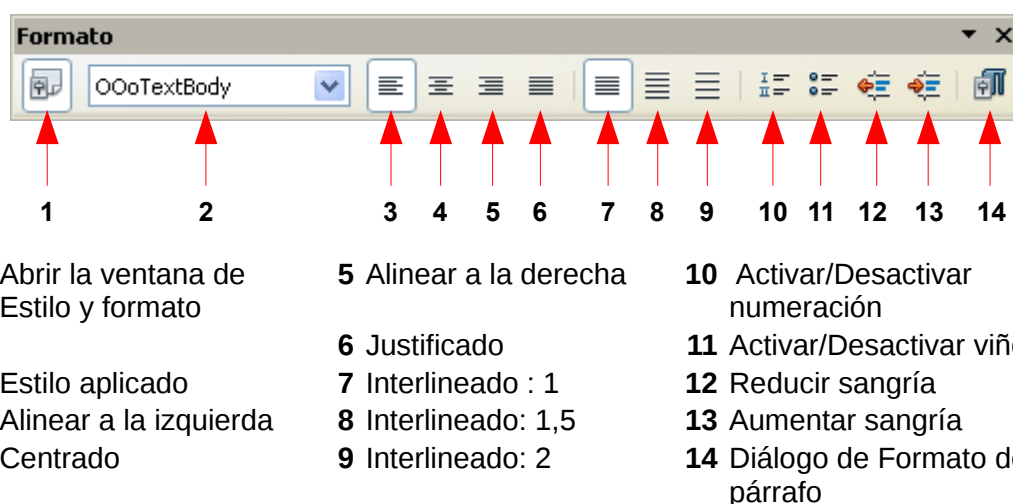 Formato
OOoTextBody
1 2 3 4 5 6 7 8 9 10 11 12 13 14
Abrir la ventana de
Estilo y formato
Estilo aplicado
Alinear a la izquierda
Centrado
5 Alinear a la derecha
6 Justificado
7 Interlineado : 1
8 Interlineado: 1,5
9 Interlineado: 2
10 Activar/Desactivar
numeración
11 Activar/Desactivar
12 Reducir sangría
13 Aumentar sangría
14 Diálogo de Formato
párrafo